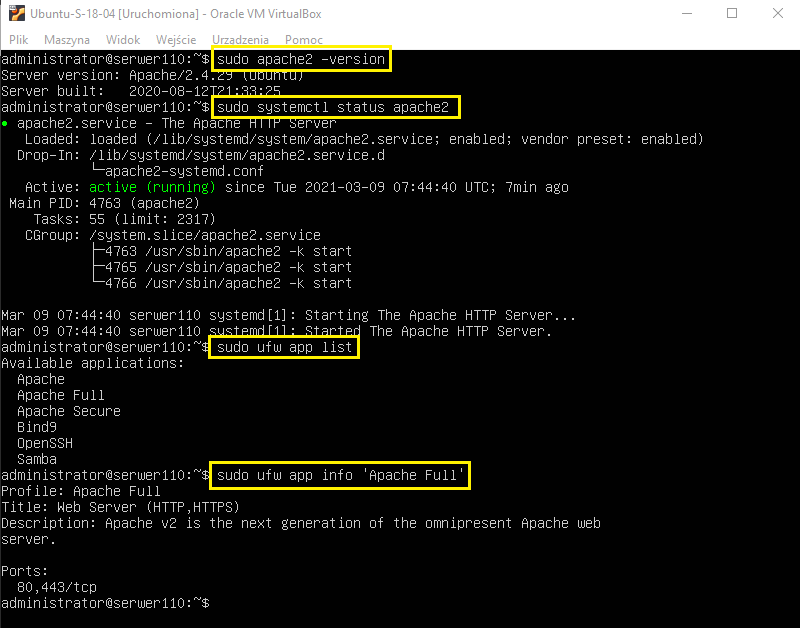 Ubuntu-S-18-04 [Uruchomiona] - Oracle VM VirtualBox
Plik Maszyna Widok Wejście Urządzenia Pomoc
administrator@serwer110:~$ sudo apache2 -version
Server version: Apache/2.4.29 (Ubuntu)
Server built:   2020-08-12T21:33:25
administrator@serwer110:~$ sudo systemctl status apache2
● apache2.service - The Apache HTTP Server
   Loaded: loaded (/lib/systemd/system/apache2.service; enabled; vendor preset: enabled)
  Drop-In: /lib/systemd/system/apache2.service.d
           └─apache2-systemd.conf
   Active: active (running) since Tue 2021-03-09 07:44:40 UTC; 7min ago
 Main PID: 4763 (apache2)
    Tasks: 55 (limit: 2317)
   CGroup: /system.slice/apache2.service
           ├─4763 /usr/sbin/apache2 -k start
           ├─4765 /usr/sbin/apache2 -k start
           └─4766 /usr/sbin/apache2 -k start
Mar 09 07:44:40 serwer110 systemd[1]: Starting The Apache HTTP Server...
Mar 09 07:44:40 serwer110 systemd[1]: Started The Apache HTTP Server.
administrator@serwer110:~$ sudo ufw app list
Available applications:
  Apache
  Apache Full
  Apache Secure
  Bind9
  OpenSSH
  Samba
administrator@serwer110:~$ sudo ufw app info 'Apache Full'
Profile: Apache Full
Title: Web Server (HTTP,HTTPS)
Description: Apache v2 is the next generation of the omnipresent Apache web
server.
Ports:
  80,443/tcp
administrator@serwer110:~$